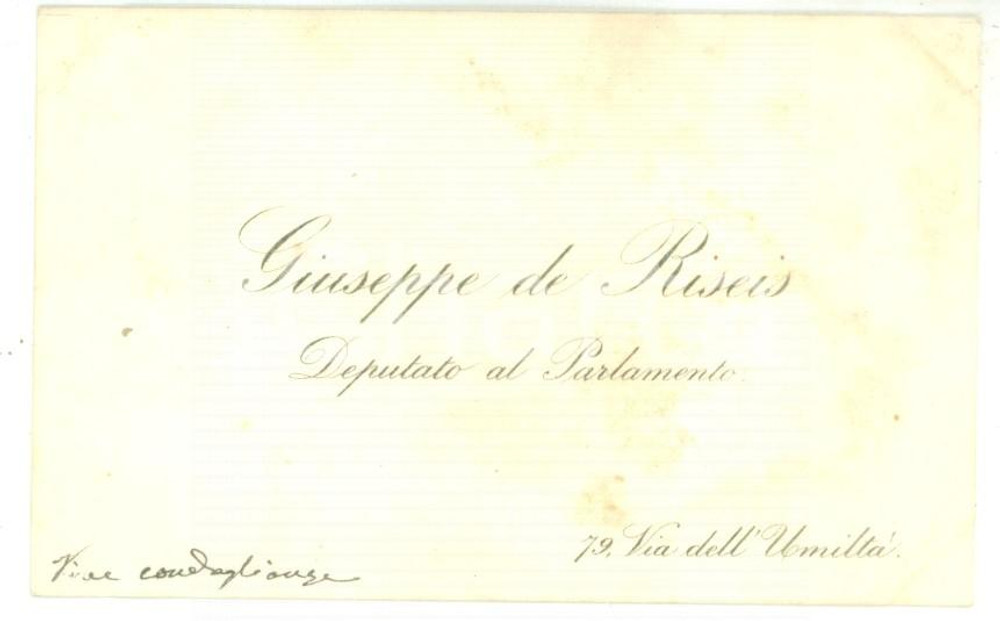 Giuseppe de Riseis
Deputato al Parlamento.
79. Via dell' Umiltà.
Vive condoglianze